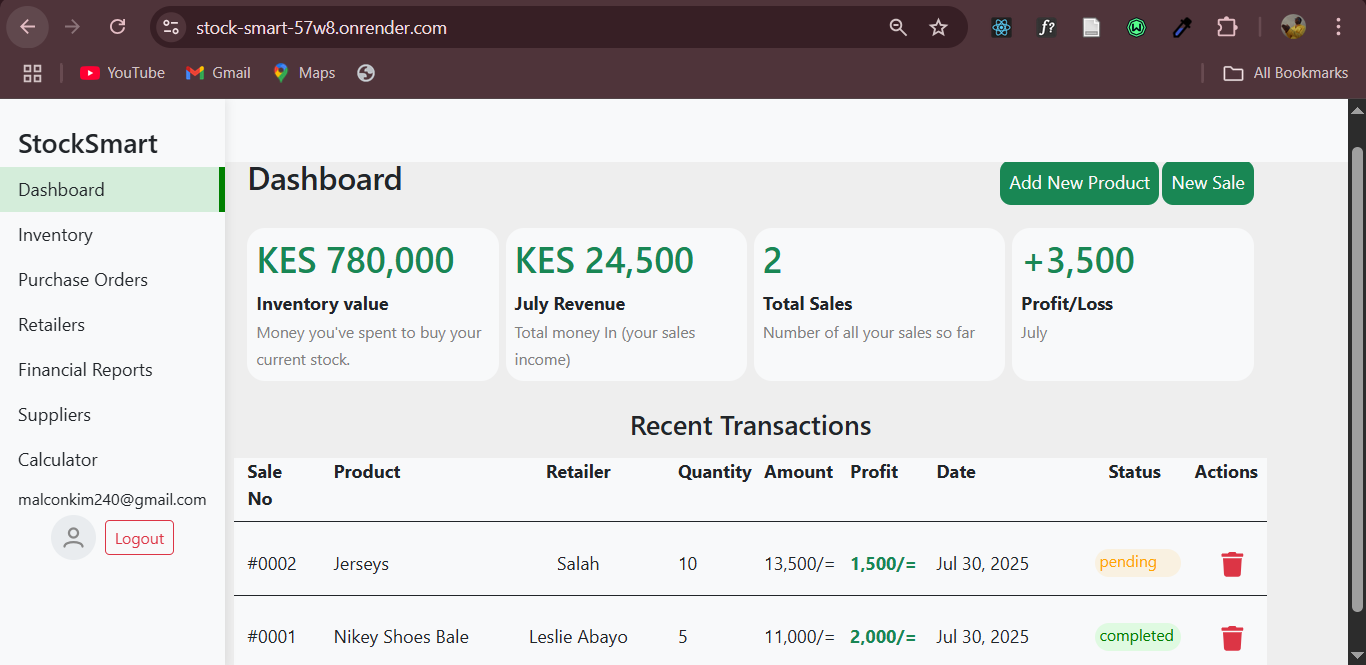 stock-smart-57w8.onrender.com
YouTube
Gmail
Maps
All Bookmarks
StockSmart
Dashboard
Inventory
Purchase Orders
Retailers
Financial Reports
Suppliers
Calculator
malconkim240@gmail.com
Logout
Dashboard
Add New Product
New Sale
KES 780,000
Inventory value
Money you've spent to buy your
current stock.
KES 24,500
July Revenue
Total money In (your sales
income)
2
Total Sales
Number of all your sales so far
+3,500
Profit/Loss
July
Recent Transactions
Sale No Product Retailer Quantity Amount Profit Date Status Actions
#0002 Jerseys Salah 10 13,500/= 1,500/= Jul 30, 2025 pending
#0001 Nikey Shoes Bale Leslie Abayo 5 11,000/= 2,000/= Jul 30, 2025 completed